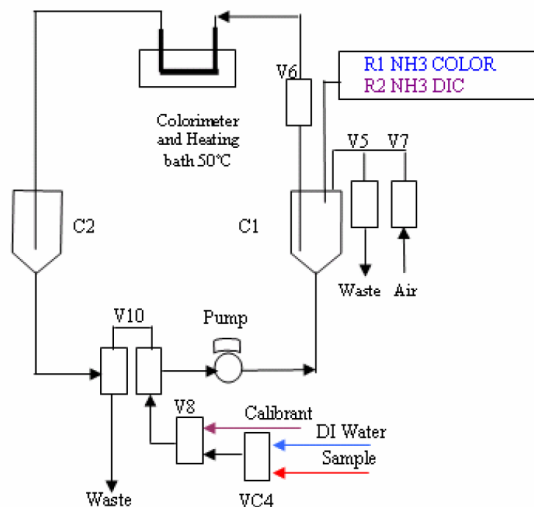 R1 NH3 COLOR
R2 NH3 DIC
V6
Colorimeter
and Heating
bath 50°C
V5
V7
C2
C1
Waste
Air
V10
Pump
V8
Calibrant
DI Water
Sample
Waste
VC4